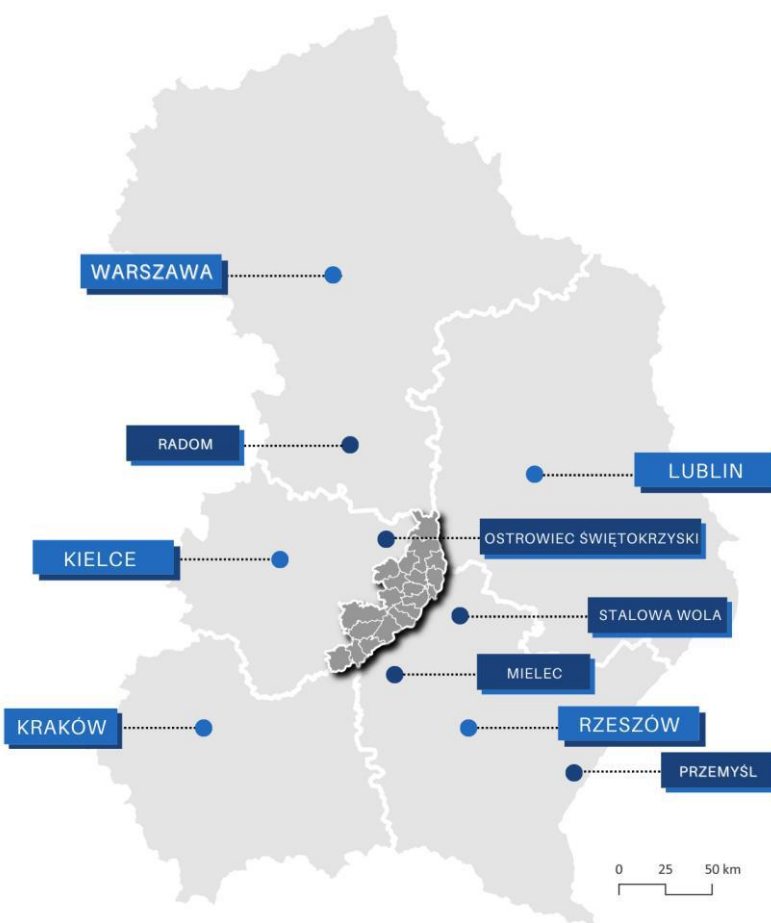 WARSZAWA
RADOM
LUBLIN
OSTROWIEC ŚWIĘTOKRZYSKI
KIELCE
STALOWA WOLA
MIELEC
KRAKÓW
RZESZÓW
PRZEMYŚL
0 25 50 km